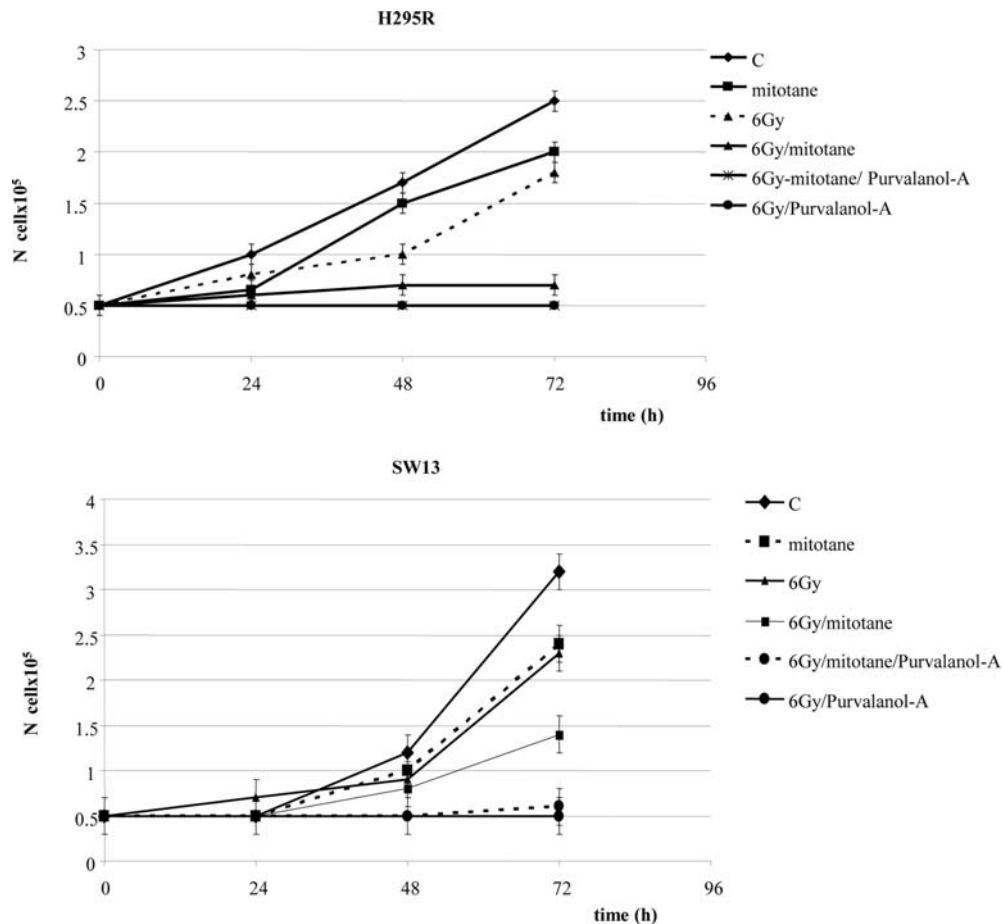 H295R
3
2.5
2
1.5
1
0.5
0
N cellx10⁵
0 24 48 72 96
time (h)
C
mitotane
6Gy
6Gy/mitotane
6Gy-mitotane/ Purvalanol-A
6Gy/Purvalanol-A
SW13
4
3.5
3
2.5
2
1.5
1
0.5
0
N cellx10⁵
0 24 48 72 96
time (h)
C
mitotane
6Gy
6Gy/mitotane
6Gy/mitotane/Purvalanol-A
6Gy/Purvalanol-A